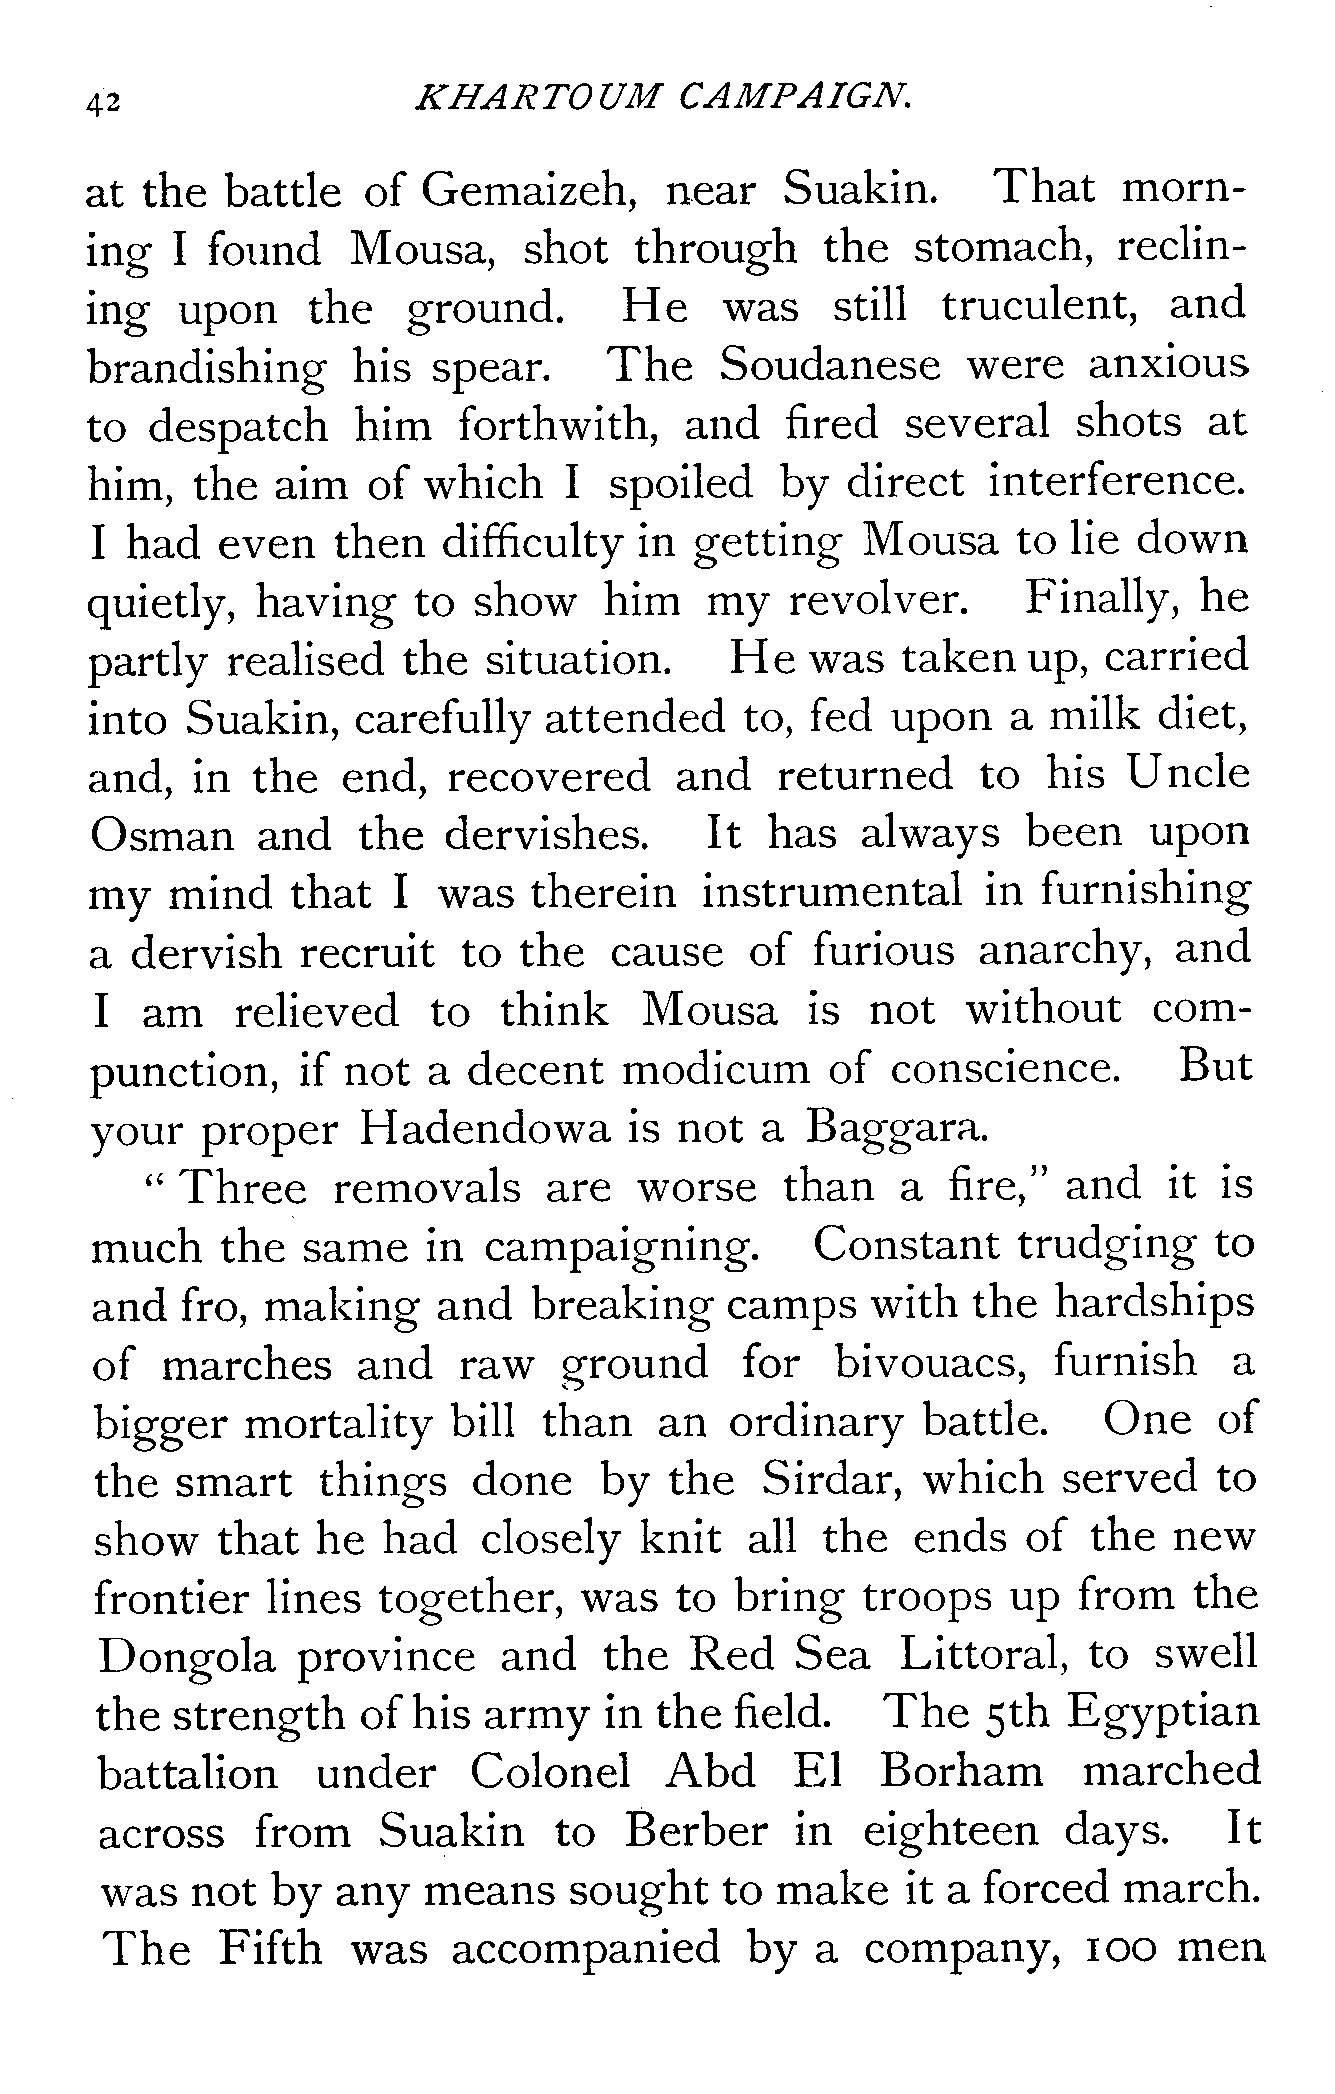 42 KHARTOUM CAMPAIGN.
at the battle of Gemaizeh, near Suakin. That morn-
ing I found Mousa, shot through the stomach, reclin-
ing upon the ground. He was still truculent, and
brandishing his spear. The Soudanese were anxious
to despatch him forthwith, and fired several shots at
him, the aim of which I spoiled by direct interference.
I had even then difficulty in getting Mousa to lie down
quietly, having to show him my revolver. Finally, he
partly realised the situation. He was taken up, carried
into Suakin, carefully attended to, fed upon a milk diet,
and, in the end, recovered and returned to his Uncle
Osman and the dervishes. It has always been upon
my mind that I was therein instrumental in furnishing
a dervish recruit to the cause of furious anarchy, and
I am relieved to think Mousa is not without com-
punction, if not a decent modicum of conscience. But
your proper Hadendowa is not a Baggara.
“ Three removals are worse than a fire,” and it is
much the same in campaigning. Constant trudging to
and fro, making and breaking camps with the hardships
of marches and raw ground for bivouacs, furnish a
bigger mortality bill than an ordinary battle. One of
the smart things done by the Sirdar, which served to
show that he had closely knit all the ends of the new
frontier lines together, was to bring troops up from the
Dongola province and the Red Sea Littoral, to swell
the strength of his army in the field. The 5th Egyptian
battalion under Colonel Abd El Borham marched
across from Suakin to Berber in eighteen days. It
was not by any means sought to make it a forced march.
The Fifth was accompanied by a company, 100 men